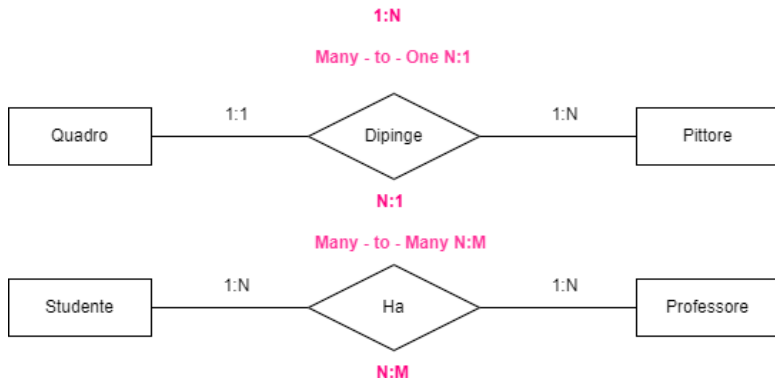 1:N
Many - to - One N:1
Quadro
1:1
Dipinge
1:N
Pittore
N:1
Many - to - Many N:M
Studente
1:N
Ha
1:N
Professore
N:M